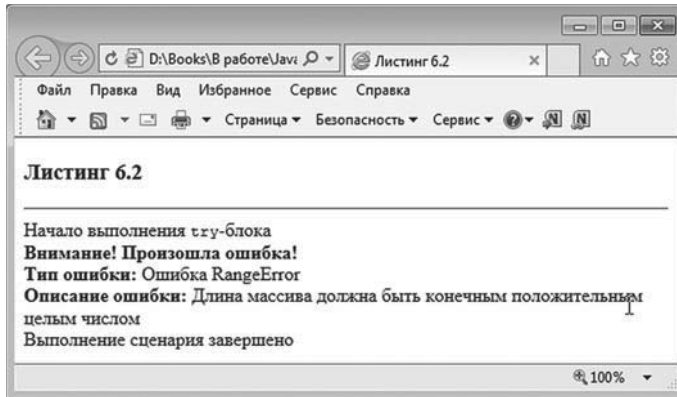 D:\Books\В работе\Java
Листинг 6.2
Файл Правка Вид Избранное Сервис Справка
Страница Безопасность Сервис
Листинг 6.2
Начало выполнения try-блока
Внимание! Произошла ошибка!
Тип ошибки: Ошибка RangeError
Описание ошибки: Длина массива должна быть конечным положительным
целым числом
Выполнение сценария завершено
100%